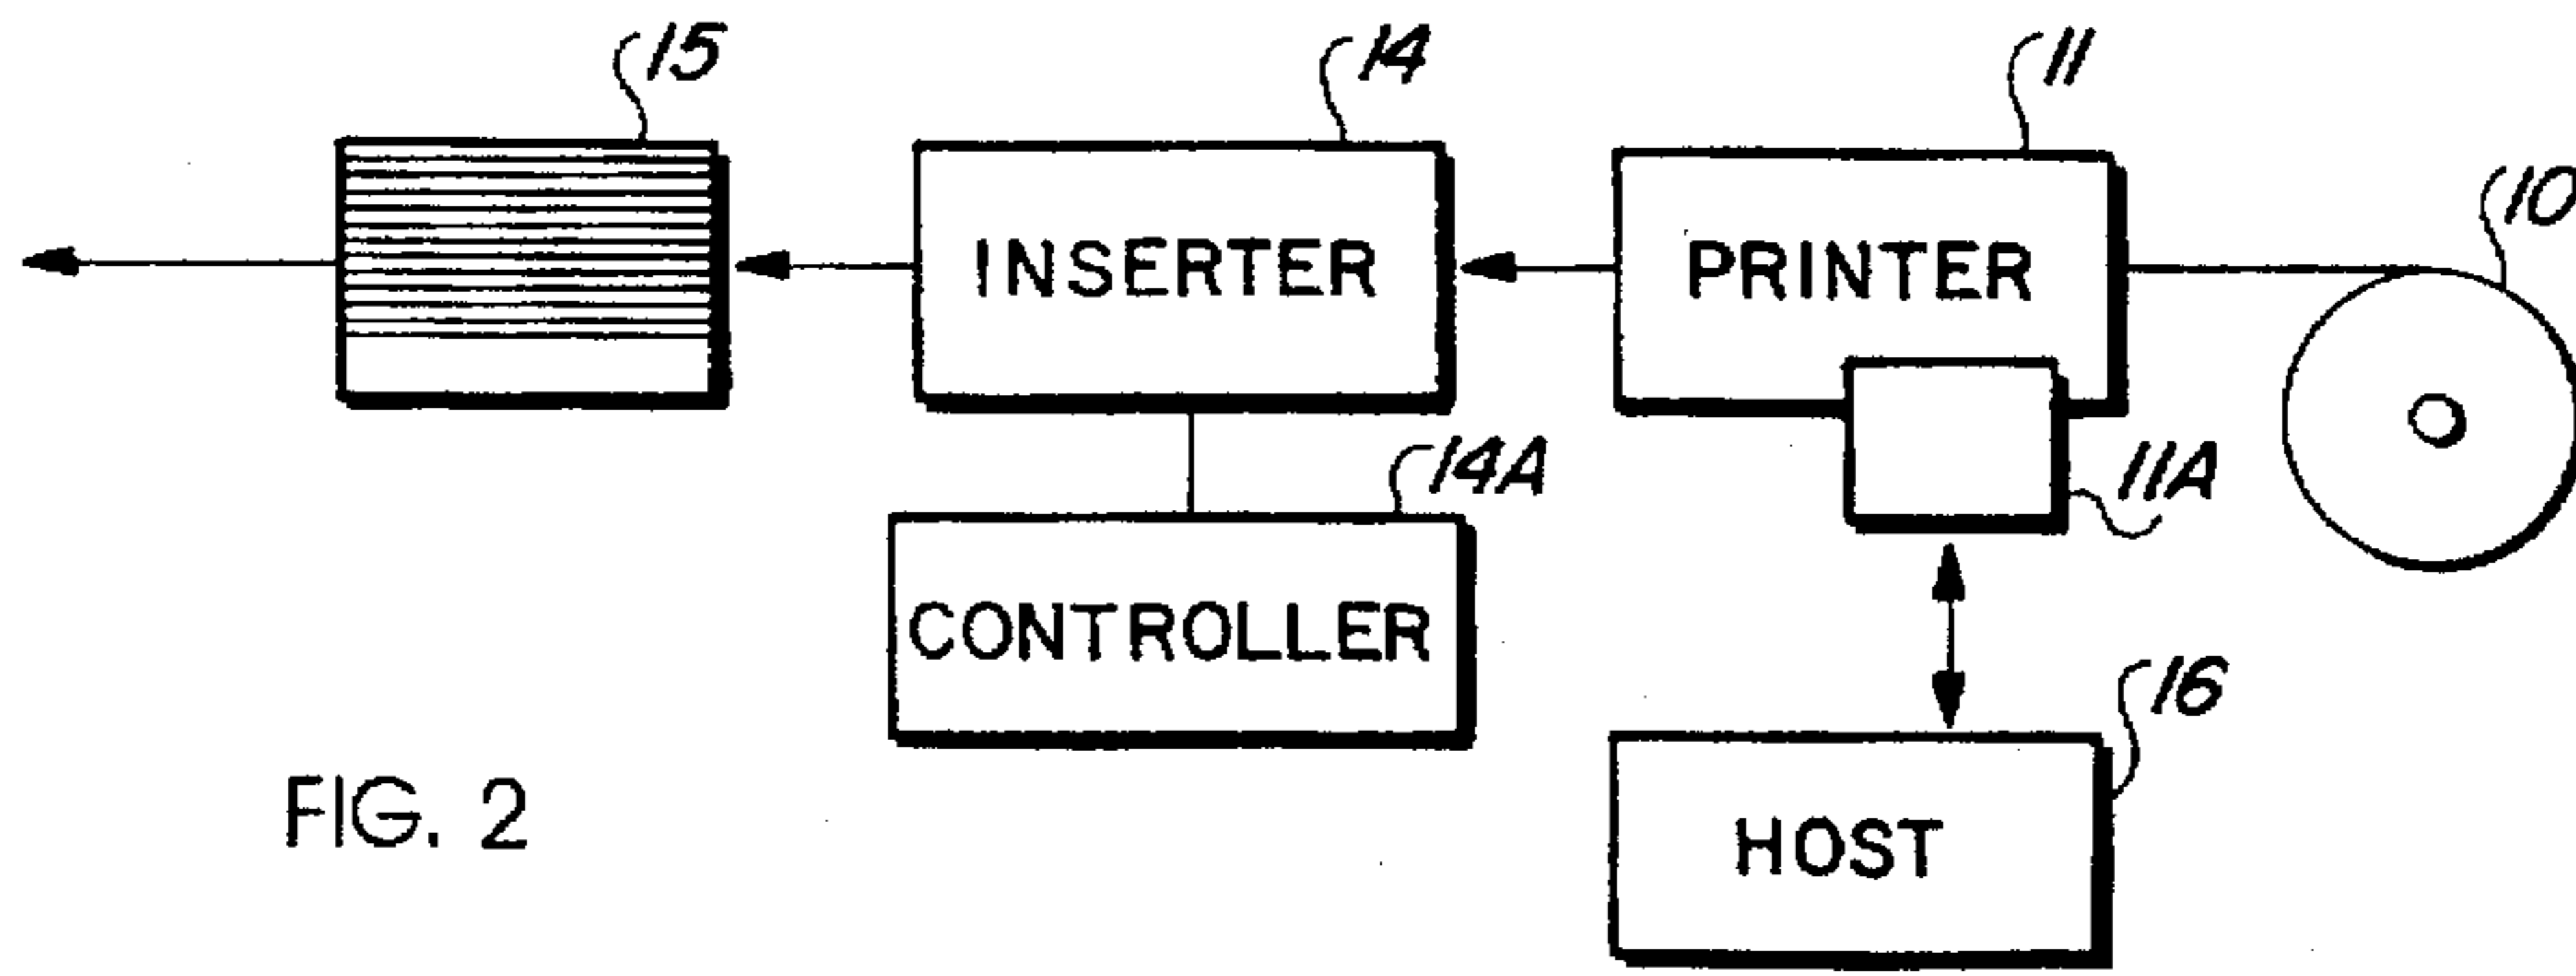 15
14
11
10
INSERTER
PRINTER
14A
11A
CONTROLLER
16
FIG. 2
HOST